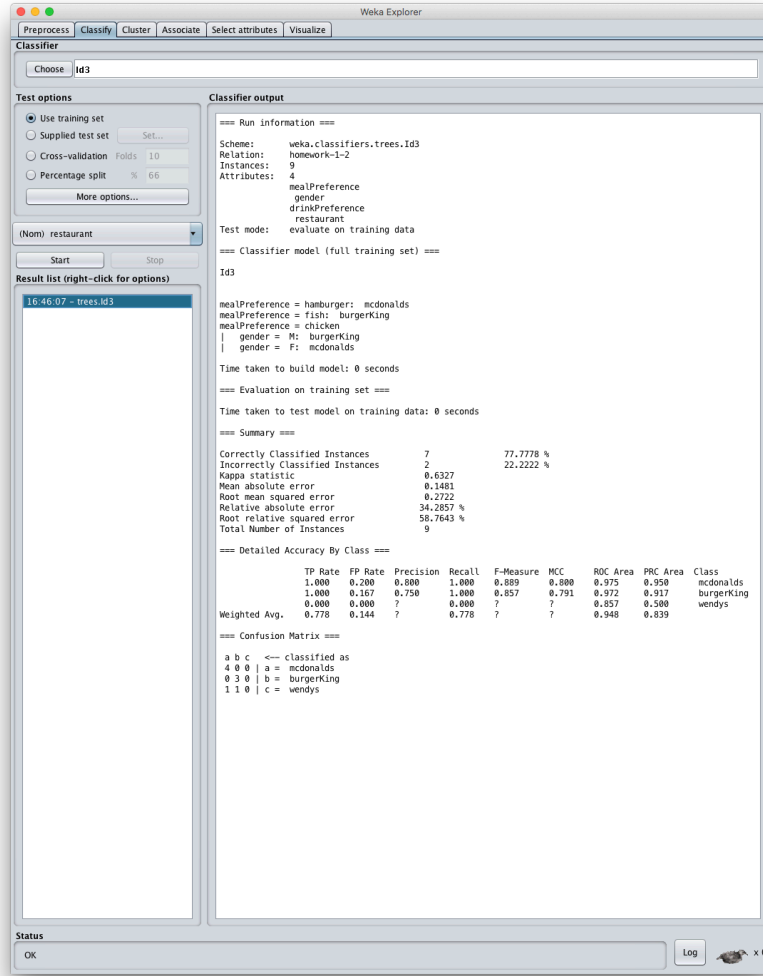 Weka Explorer
Preprocess Classify Cluster Associate Select attributes Visualize
Classifier
Choose Id3
Test options
Use training set
Supplied test set Set...
Cross-validation Folds 10
Percentage split % 66
More options...
(Nom) restaurant
Start Stop
Result list (right-click for options)
16:46:07 - trees.Id3
Classifier output
=== Run information ===
Scheme: weka.classifiers.trees.Id3
Relation: homework-1-2
Instances: 9
Attributes: 4
mealPreference
gender
drinkPreference
restaurant
Test mode: evaluate on training data
=== Classifier model (full training set) ===
Id3
mealPreference = hamburger: mcdonalds
mealPreference = fish: burgerKing
mealPreference = chicken
| gender = M: burgerKing
| gender = F: mcdonalds
Time taken to build model: 0 seconds
=== Evaluation on training set ===
Time taken to test model on training data: 0 seconds
=== Summary ===
Correctly Classified Instances 7 77.7778 %
Incorrectly Classified Instances 2 22.2222 %
Kappa statistic 0.6327
Mean absolute error 0.1481
Root mean squared error 0.2722
Relative absolute error 34.2857 %
Root relative squared error 58.7643 %
Total Number of Instances 9
=== Detailed Accuracy By Class ===
TP Rate FP Rate Precision Recall F-Measure MCC ROC Area PRC Area Class
1.000 0.200 0.800 1.000 0.889 0.800 0.975 0.950 mcdonalds
1.000 0.167 0.750 1.000 0.857 0.791 0.972 0.917 burgerKing
0.000 0.000 ? 0.000 ? ? 0.857 0.500 wendys
Weighted Avg. 0.778 0.144 ? 0.778 ? ? 0.948 0.839
=== Confusion Matrix ===
a b c <-- classified as
4 0 0 | a = mcdonalds
0 3 0 | b = burgerKing
1 1 0 | c = wendys
Status
OK
Log
x